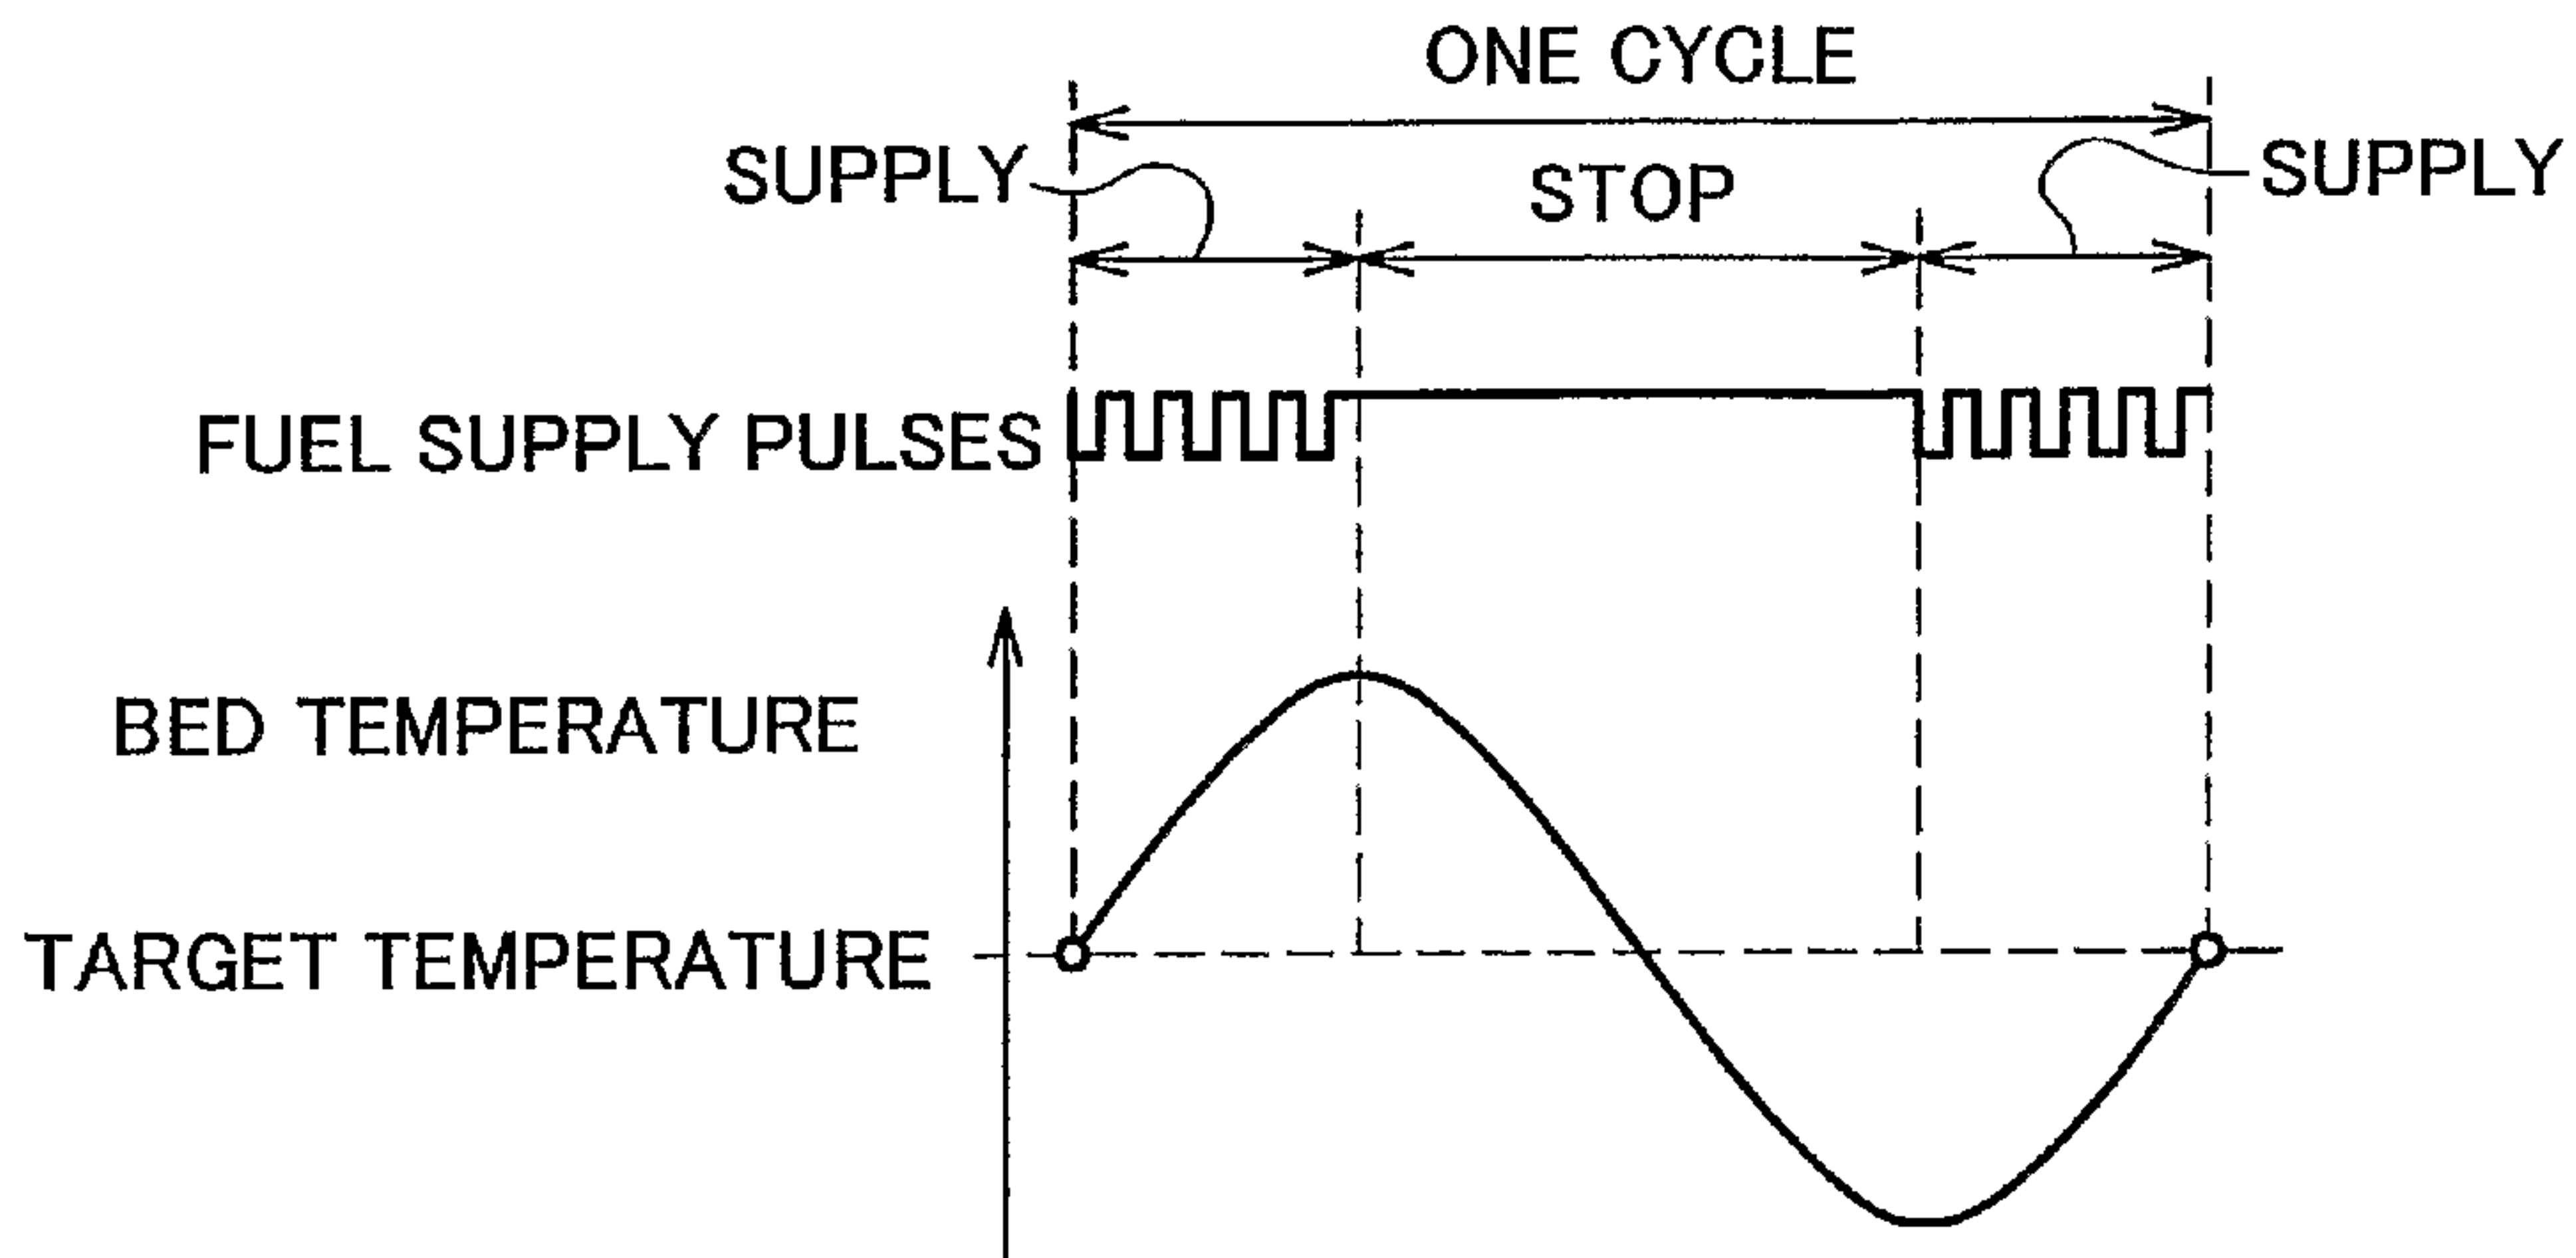 ONE CYCLE
SUPPLY
STOP
SUPPLY
FUEL SUPPLY PULSES
BED TEMPERATURE
TARGET TEMPERATURE